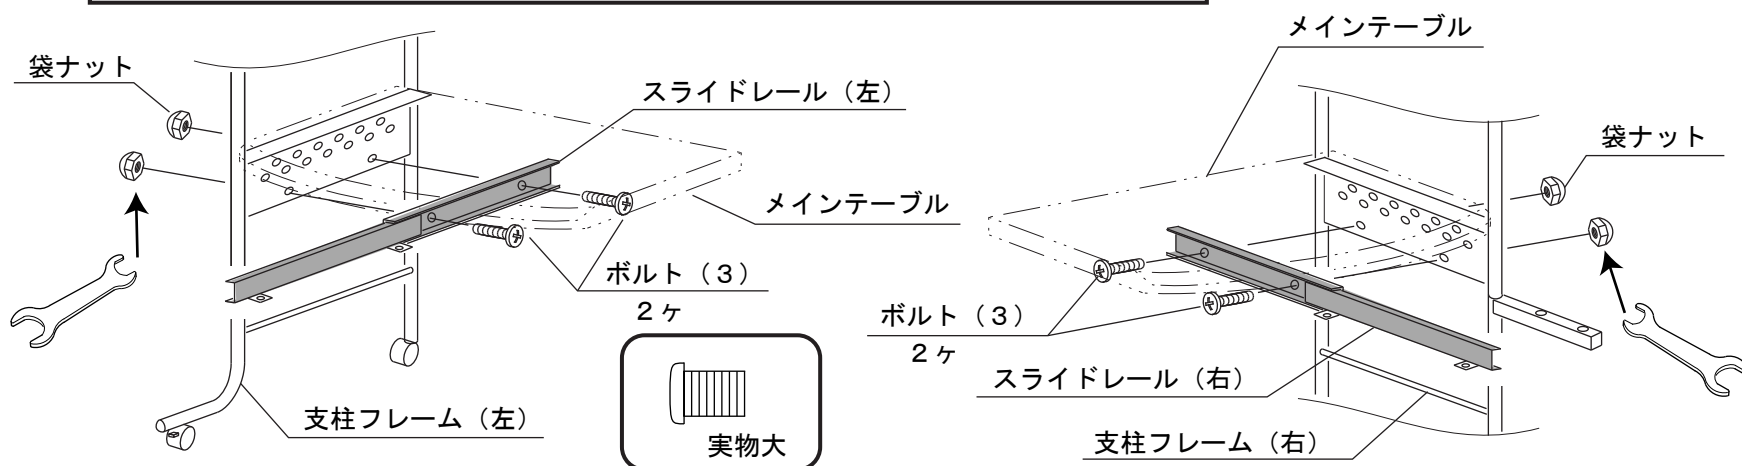 袋ナット
スライドレール（左）
メインテーブル
ボルト（３）
２ヶ
支柱フレーム（左）
実物大
メインテーブル
袋ナット
ボルト（３）
２ヶ
スライドレール（右）
支柱フレーム（右）